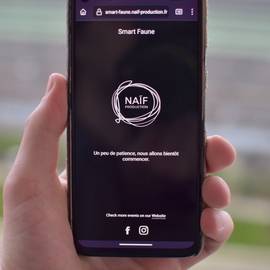 smart-faune.naif-production.fr
Smart Faune
NAÏF
PRODUCTION
Un peu de patience, nous allons bientôt
commencer.
Check more events on our Website